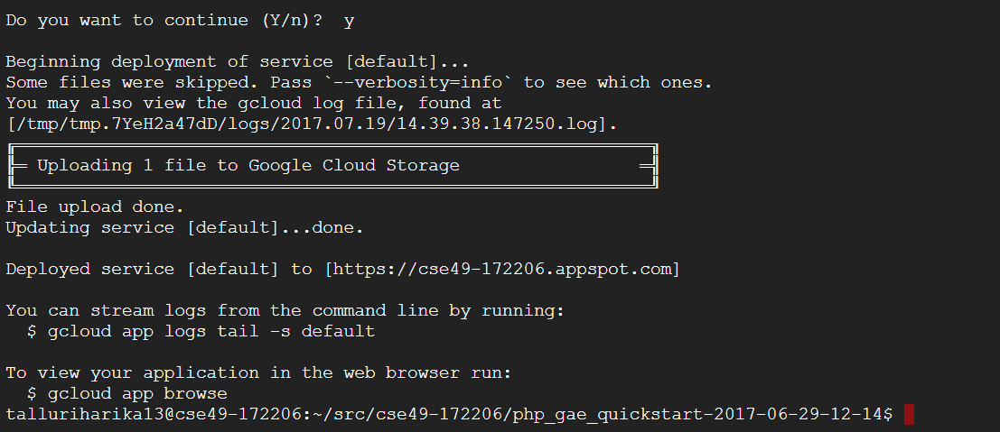 Do you want to continue (Y/n)?  y
Beginning deployment of service [default]...
Some files were skipped. Pass `--verbosity=info` to see which ones.
You may also view the gcloud log file, found at
[/tmp/tmp.7YeH2a47dD/logs/2017.07.19/14.39.38.147250.log].
Uploading 1 file to Google Cloud Storage
File upload done.
Updating service [default]...done.
Deployed service [default] to [https://cse49-172206.appspot.com]
You can stream logs from the command line by running:
  $ gcloud app logs tail -s default
To view your application in the web browser run:
  $ gcloud app browse
talluriharika13@cse49-172206:~/src/cse49-172206/php_gae_quickstart-2017-06-29-12-14$